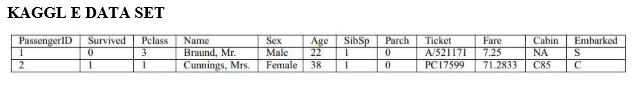 KAGGL E DATA SET
PassengerID Survived Pclass Name Sex Age SibSp Parch Ticket Fare Cabin Embarked
1 0 3 Braund, Mr. Male 22 1 0 A/521171 7.25 NA S
2 1 1 Cunnings, Mrs. Female 38 1 0 PC17599 71.2833 C85 C